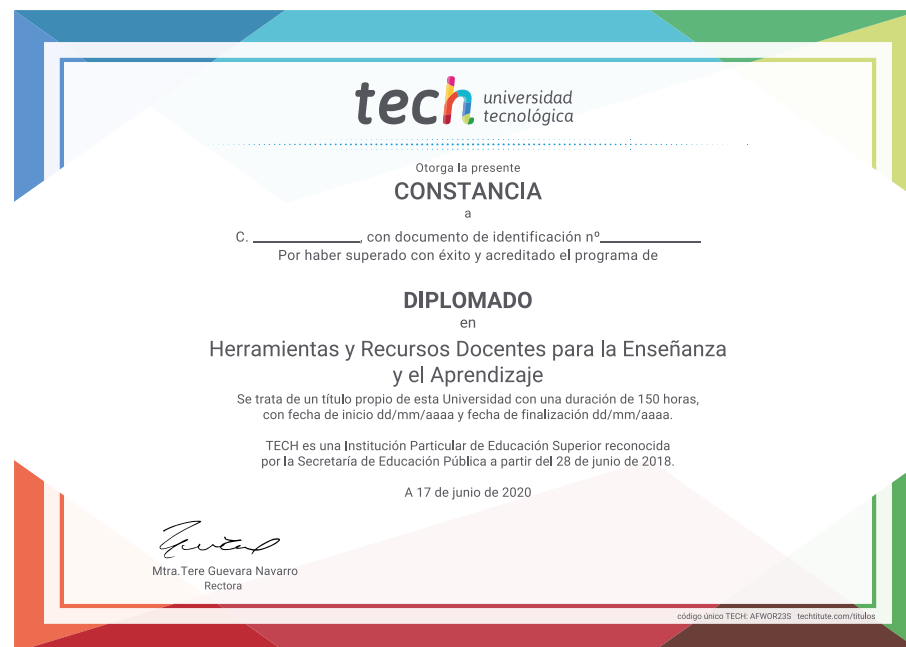 tech universidad
tecnológica
Otorga la presente
CONSTANCIA
a
C. ______________, con documento de identificación nº_____________
Por haber superado con éxito y acreditado el programa de
DIPLOMADO
en
Herramientas y Recursos Docentes para la Enseñanza
y el Aprendizaje
Se trata de un título propio de esta Universidad con una duración de 150 horas,
con fecha de inicio dd/mm/aaaa y fecha de finalización dd/mm/aaaa.
TECH es una Institución Particular de Educación Superior reconocida
por la Secretaría de Educación Pública a partir del 28 de junio de 2018.
A 17 de junio de 2020
Mtra.Tere Guevara Navarro
Rectora
código único TECH: AFWOR23S techtitute.com/titulos